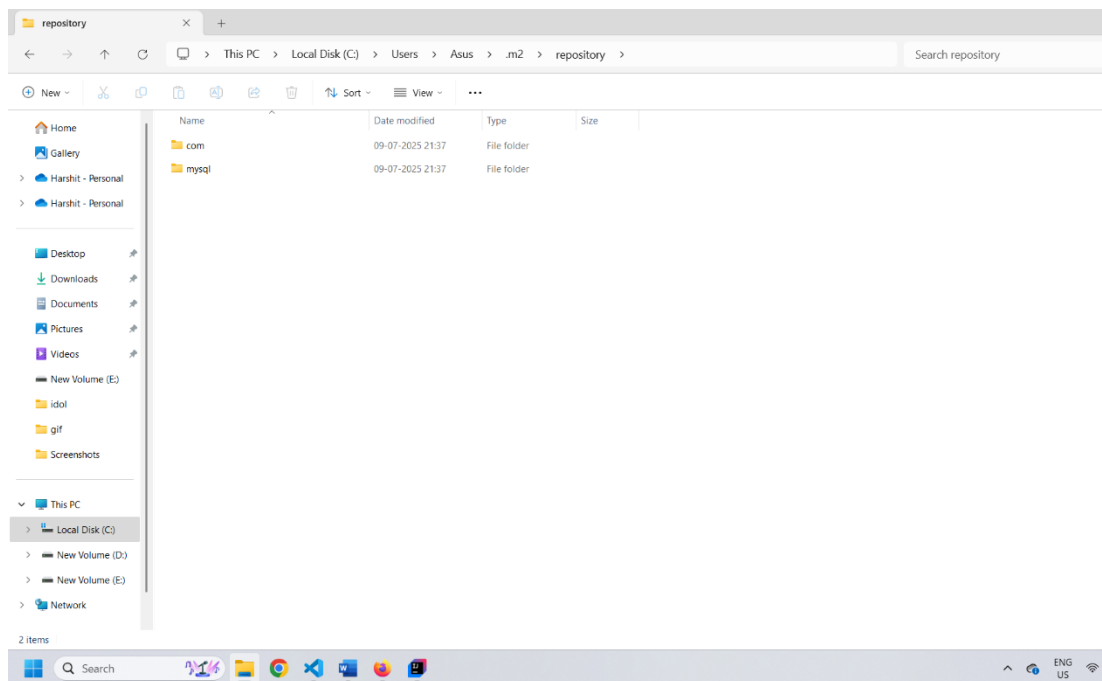 repository
This PC > Local Disk (C:) > Users > Asus > .m2 > repository >
Search repository
New
Sort
View
Home
Gallery
Harshit - Personal
Harshit - Personal
Desktop
Downloads
Documents
Pictures
Videos
New Volume (E:)
idol
gif
Screenshots
This PC
Local Disk (C:)
New Volume (D:)
New Volume (E:)
Network
Name Date modified Type Size
com 09-07-2025 21:37 File folder
mysql 09-07-2025 21:37 File folder
2 items
Search
ENG
US